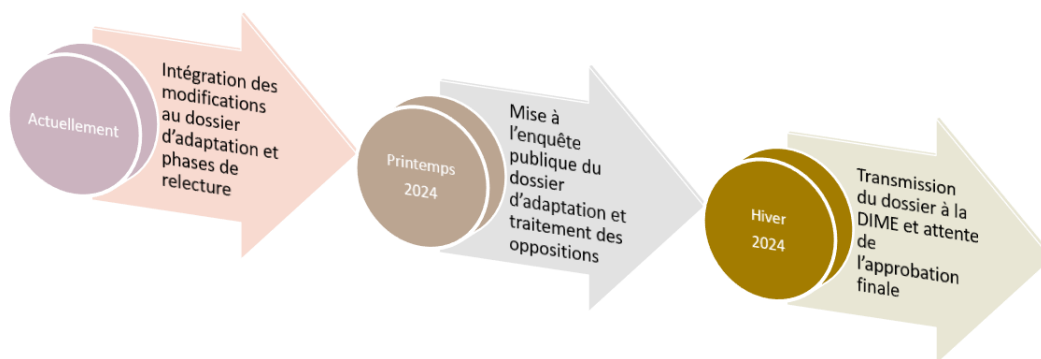 Actuellement
Intégration des
modifications
au dossier
d'adaptation et
phases de
relecture
Printemps
2024
Mise à
l'enquête
publique du
dossier
d'adaptation et
traitement des
oppositions
Hiver
2024
Transmission
du dossier à la
DIME et attente
de
l'approbation
finale